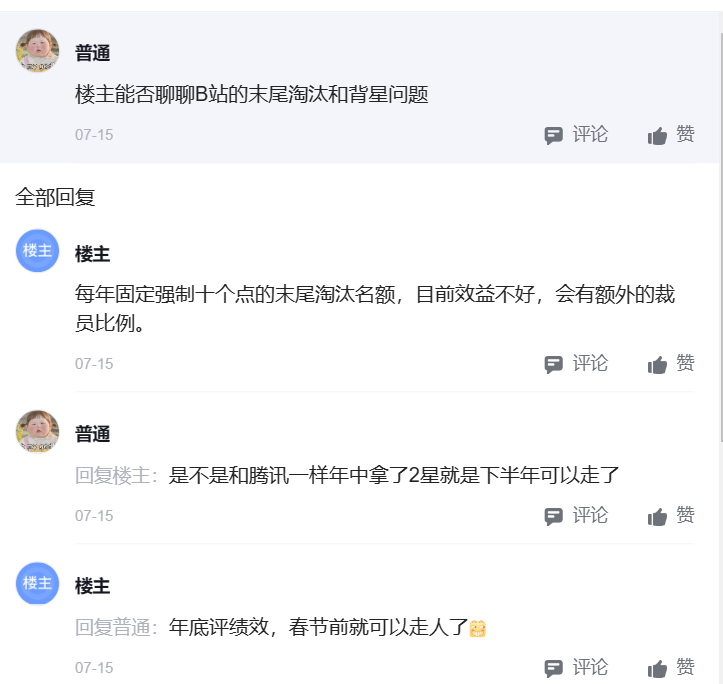 普通
楼主能否聊聊B站的末尾淘汰和背星问题
07-15 评论 赞
全部回复
楼主 楼主
每年固定强制十个点的末尾淘汰名额，目前效益不好，会有额外的裁
员比例。
07-15 评论 赞
普通
回复楼主：是不是和腾讯一样年中拿了2星就是下半年可以走了
07-15 评论 赞
楼主 楼主
回复普通：年底评绩效，春节前就可以走人了
07-15 评论 赞